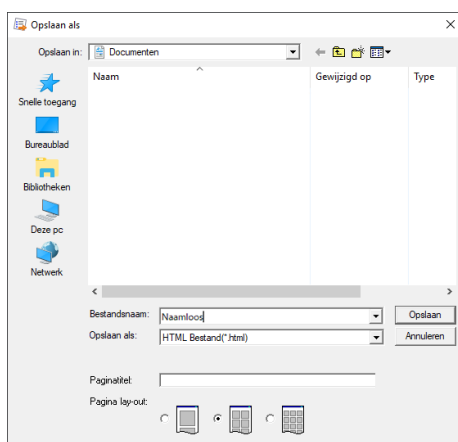 Opslaan als
Opslaan in: Documenten
Naam Gewijzigd op Type
Snelle toegang
Bureaublad
Bibliotheken
Deze pc
Netwerk
Bestandsnaam: Naamloos Opslaan
Opslaan als: HTML Bestand(*.html) Annuleren
Paginatitel:
Pagina lay-out: